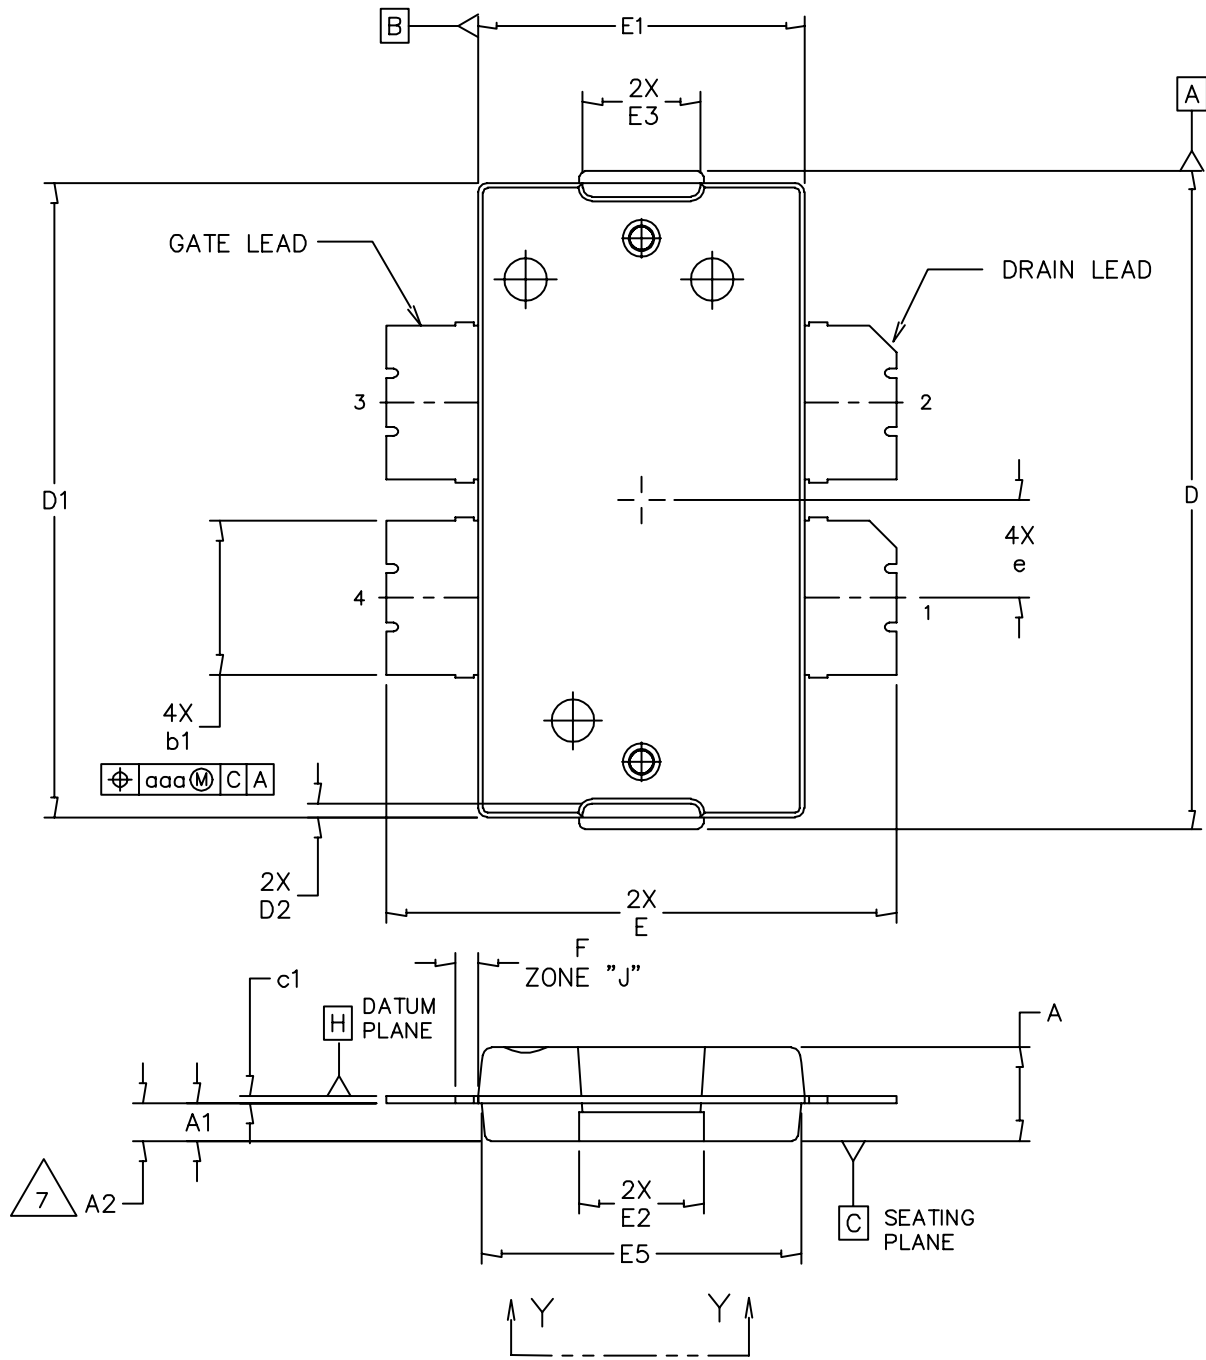 B
E1
2X
E3
A
GATE LEAD
DRAIN LEAD
3
2
D1
D
4X
e
4
1
4X
b1
⌖ aaa Ⓜ C A
2X
D2
2X
E
F
ZONE "J"
c1
H
DATUM
PLANE
A
A1
7
A2
2X
E2
C
SEATING
PLANE
E5
Y
Y